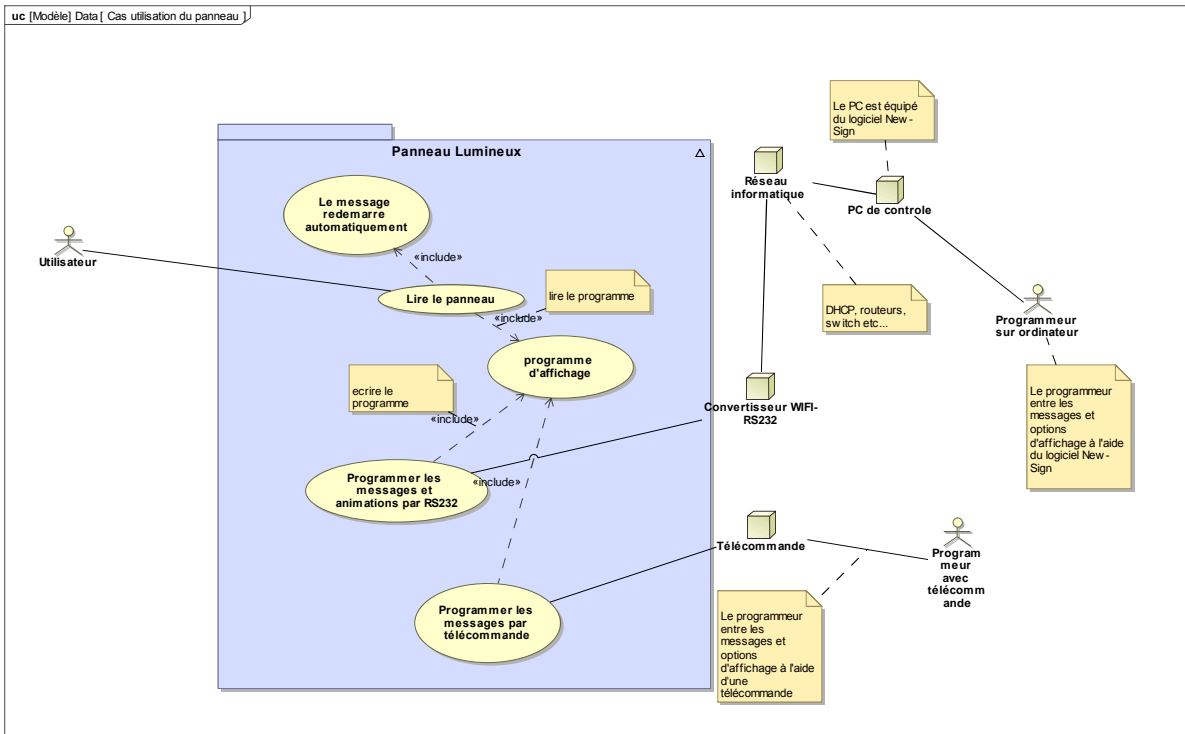 uc [Modèle] Data [ Cas utilisation du panneau ]
Le PC est équipé
du logiciel New -
Sign
Panneau Lumineux
Réseau
informatique
PC de controle
Le message
redemarre
automatiquement
Utilisateur
«include»
Lire le panneau
lire le programme
«include»
DHCP, routeurs,
sw itch etc...
Programmeur
sur ordinateur
programme
d'affichage
ecrire le
programme
«include»
Convertisseur WIFI-
RS232
Le programmeur
entre les
messages et
options
d'affichage à l'aide
du logiciel New -
Sign
Programmer les
messages et
animations par RS232
«include»
Télécommande
Program
meur
avec
télécomm
ande
Programmer les
messages par
télécommande
Le programmeur
entre les
messages et
options
d'affichage à l'aide
d'une
télécommande